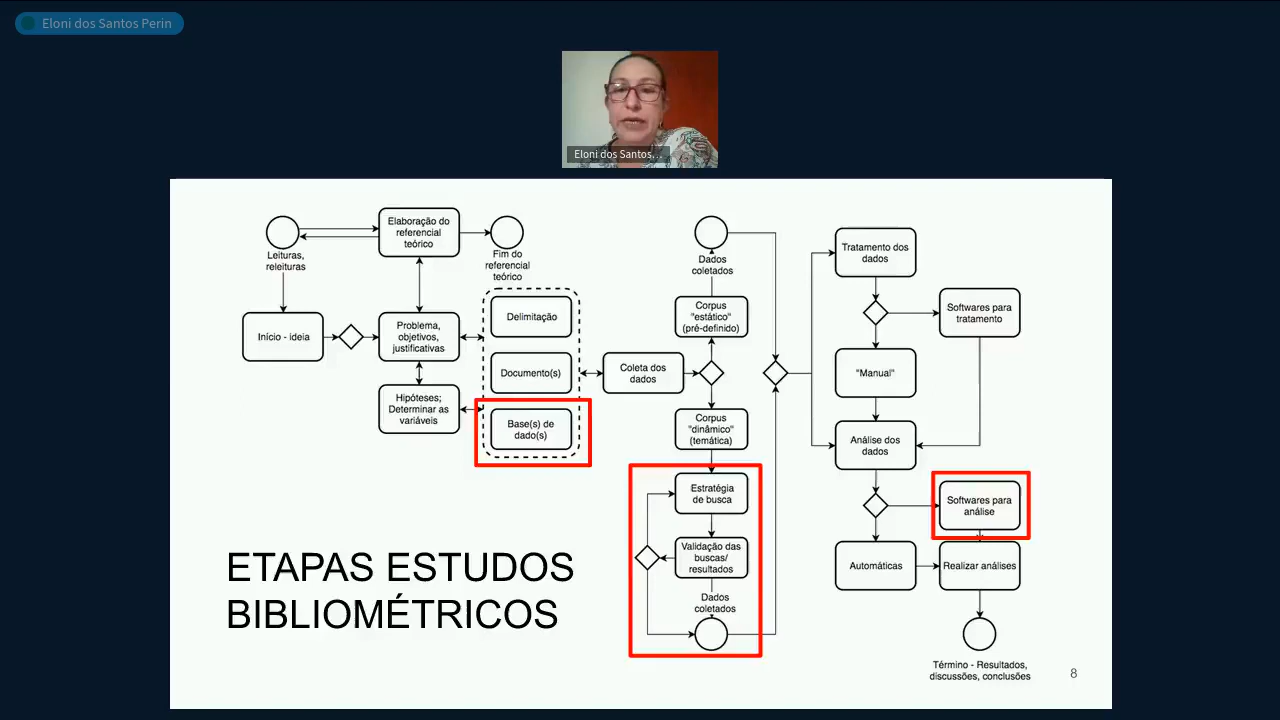 Eloni dos Santos Perin
Eloni dos Santos...
Elaboração do
referencial
teórico
Leituras,
releituras
Fim do
referencial
teórico
Início - ideia
Problema,
objetivos,
justificativas
Hipóteses;
Determinar as
variáveis
Delimitação
Documento(s)
Base(s) de
dado(s)
Coleta dos
dados
Dados
coletados
Corpus
"estático"
(pré-definido)
Corpus
"dinâmico"
(temática)
Estratégia
de busca
Validação das
buscas/
resultados
Dados
coletados
Tratamento dos
dados
Softwares para
tratamento
"Manual"
Análise dos
dados
Softwares para
análise
Automáticas
Realizar análises
Término - Resultados,
discussões, conclusões
ETAPAS ESTUDOS
BIBLIOMÉTRICOS
8